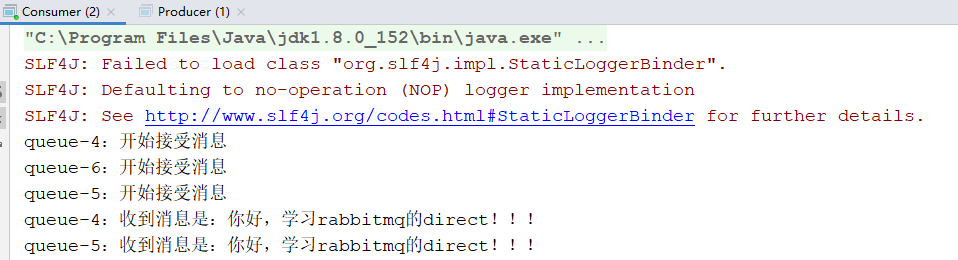 Consumer (2) × Producer (1) ×
"C:\Program Files\Java\jdk1.8.0_152\bin\java.exe" ...
SLF4J: Failed to load class "org.slf4j.impl.StaticLoggerBinder".
SLF4J: Defaulting to no-operation (NOP) logger implementation
SLF4J: See http://www.slf4j.org/codes.html#StaticLoggerBinder for further details.
queue-4：开始接受消息
queue-6：开始接受消息
queue-5：开始接受消息
queue-4：收到消息是：你好，学习rabbitmq的direct！！！
queue-5：收到消息是：你好，学习rabbitmq的direct！！！